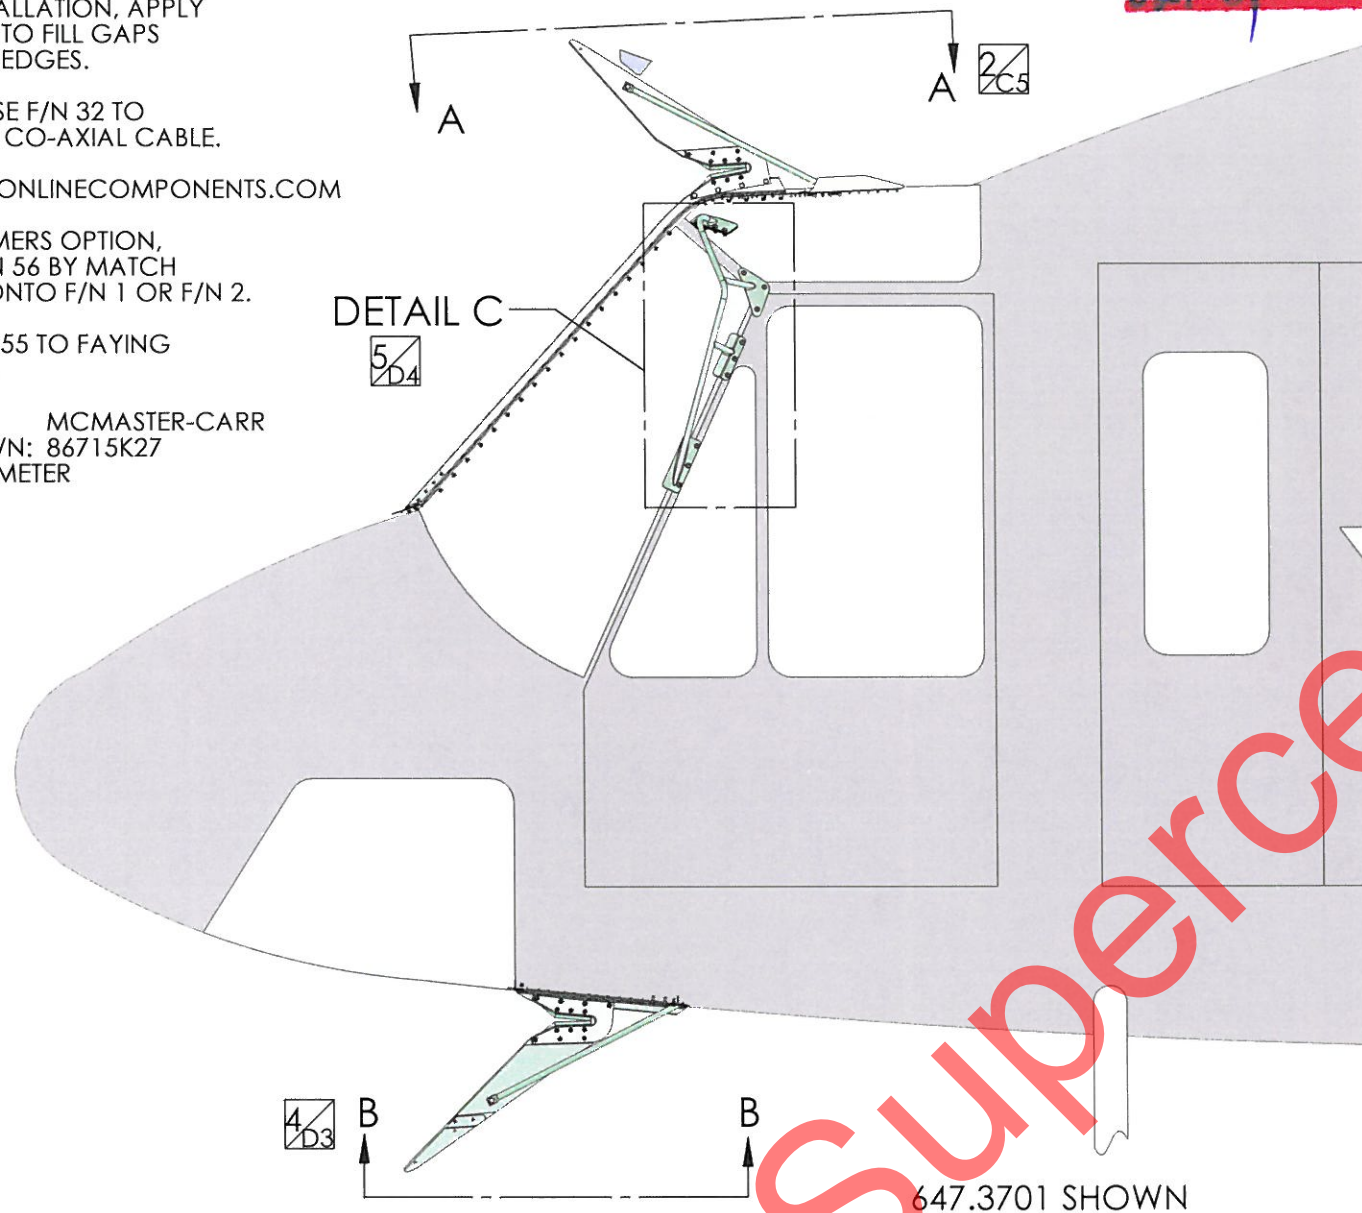 ALLATION, APPLY
TO FILL GAPS
EDGES.
SE F/N 32 TO
CO-AXIAL CABLE.
ONLINECOMPONENTS.COM
MERS OPTION,
N 56 BY MATCH
ONTO F/N 1 OR F/N 2.
55 TO FAYING
MCMASTER-CARR
WN: 86715K27
METER
A
A
2/C5
DETAIL C
5/D4
4/D3
B
B
647.3701 SHOWN
Superce